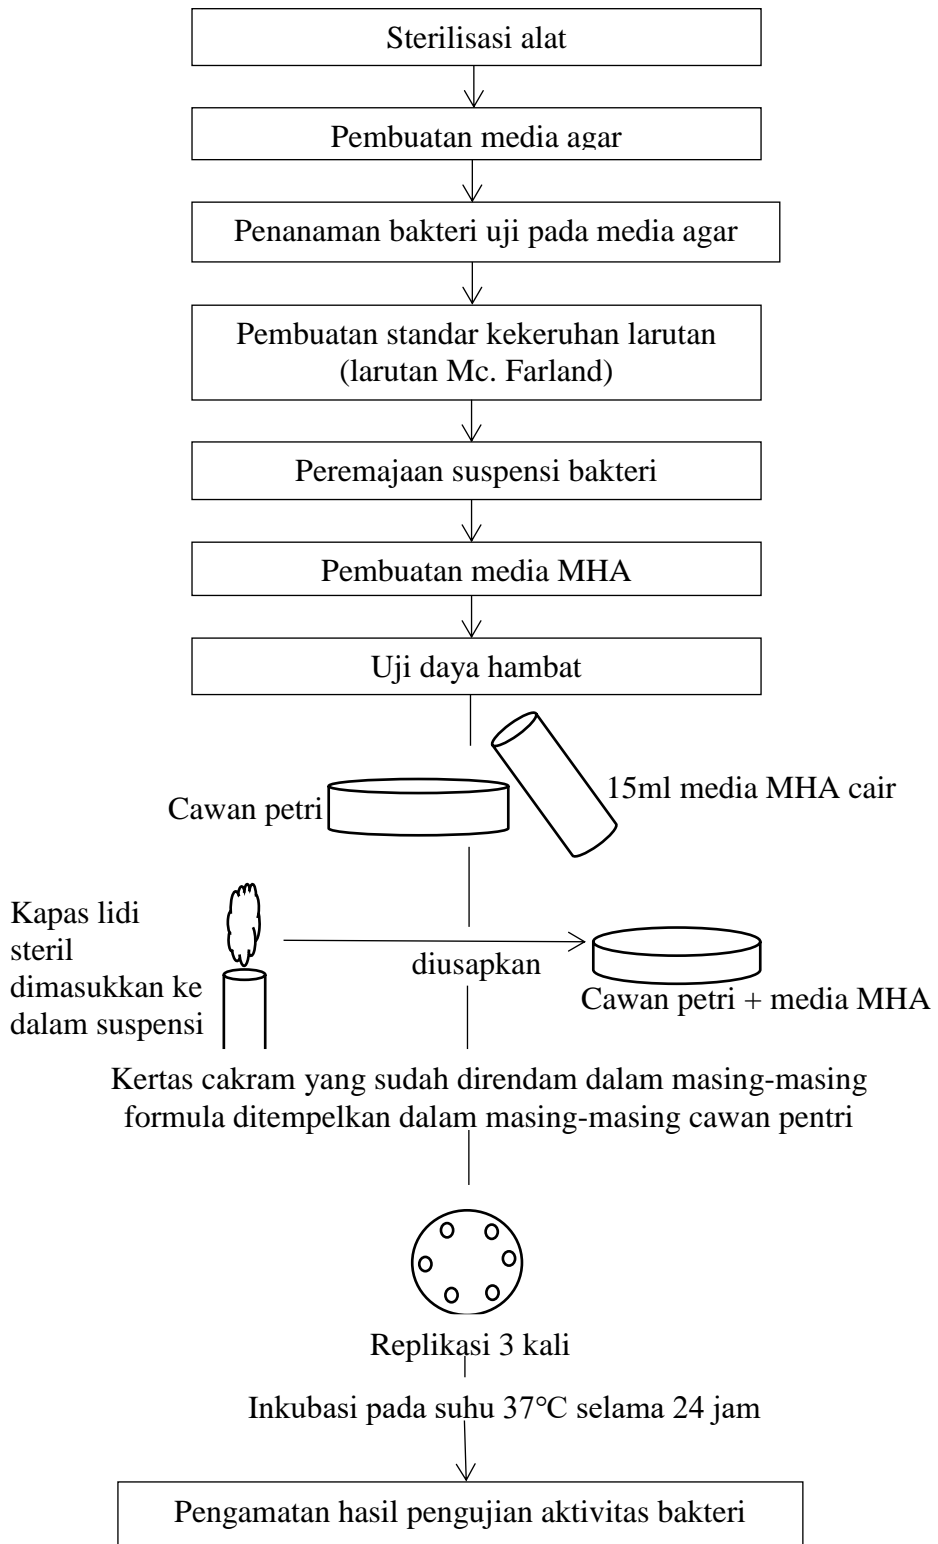 Sterilisasi alat
Pembuatan media agar
Penanaman bakteri uji pada media agar
Pembuatan standar kekeruhan larutan
(larutan Mc. Farland)
Peremajaan suspensi bakteri
Pembuatan media MHA
Uji daya hambat
15ml media MHA cair
Cawan petri
Kapas lidi
steril
dimasukkan ke
dalam suspensi
diusapkan
Cawan petri + media MHA
Kertas cakram yang sudah direndam dalam masing-masing
formula ditempelkan dalam masing-masing cawan pentri
Replikasi 3 kali
Inkubasi pada suhu 37°C selama 24 jam
Pengamatan hasil pengujian aktivitas bakteri